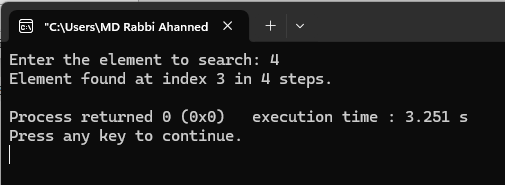 "C:\Users\MD Rabbi Ahanned
Enter the element to search: 4
Element found at index 3 in 4 steps.
Process returned 0 (0x0)   execution time : 3.251 s
Press any key to continue.